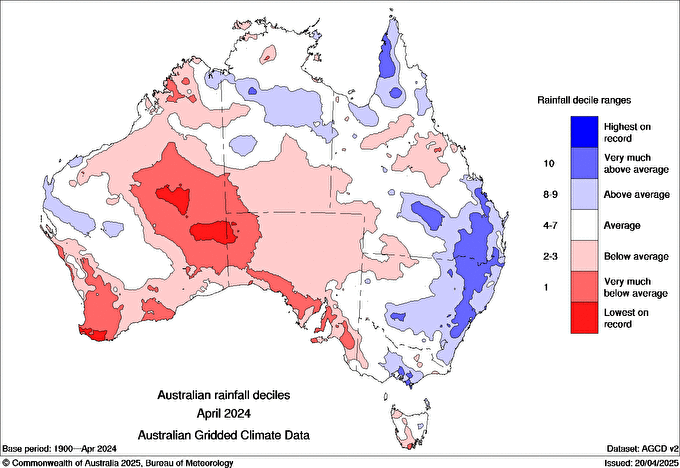 Rainfall decile ranges
Highest on
record
10
Very much
above average
8-9
Above average
4-7
Average
2-3
Below average
1
Very much
below average
Lowest on
record
Australian rainfall deciles
April 2024
Australian Gridded Climate Data
Base period: 1900—Apr 2024
Dataset: AGCD v2
© Commonwealth of Australia 2025, Bureau of Meteorology
Issued: 20/04/2025